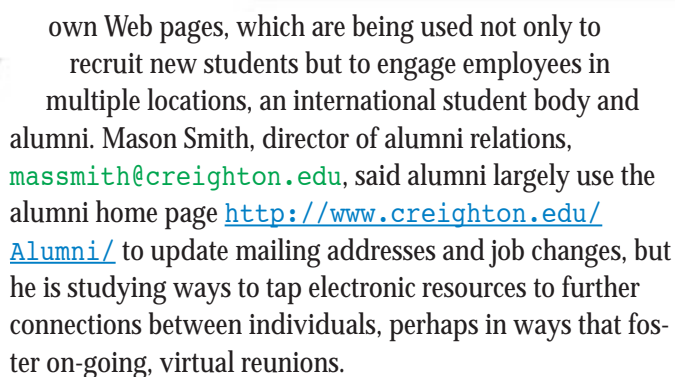 own Web pages, which are being used not only to
recruit new students but to engage employees in
multiple locations, an international student body and
alumni. Mason Smith, director of alumni relations,
massmith@creighton.edu, said alumni largely use the
alumni home page http://www.creighton.edu/
Alumni/ to update mailing addresses and job changes, but
he is studying ways to tap electronic resources to further
connections between individuals, perhaps in ways that fos-
ter on-going, virtual reunions.